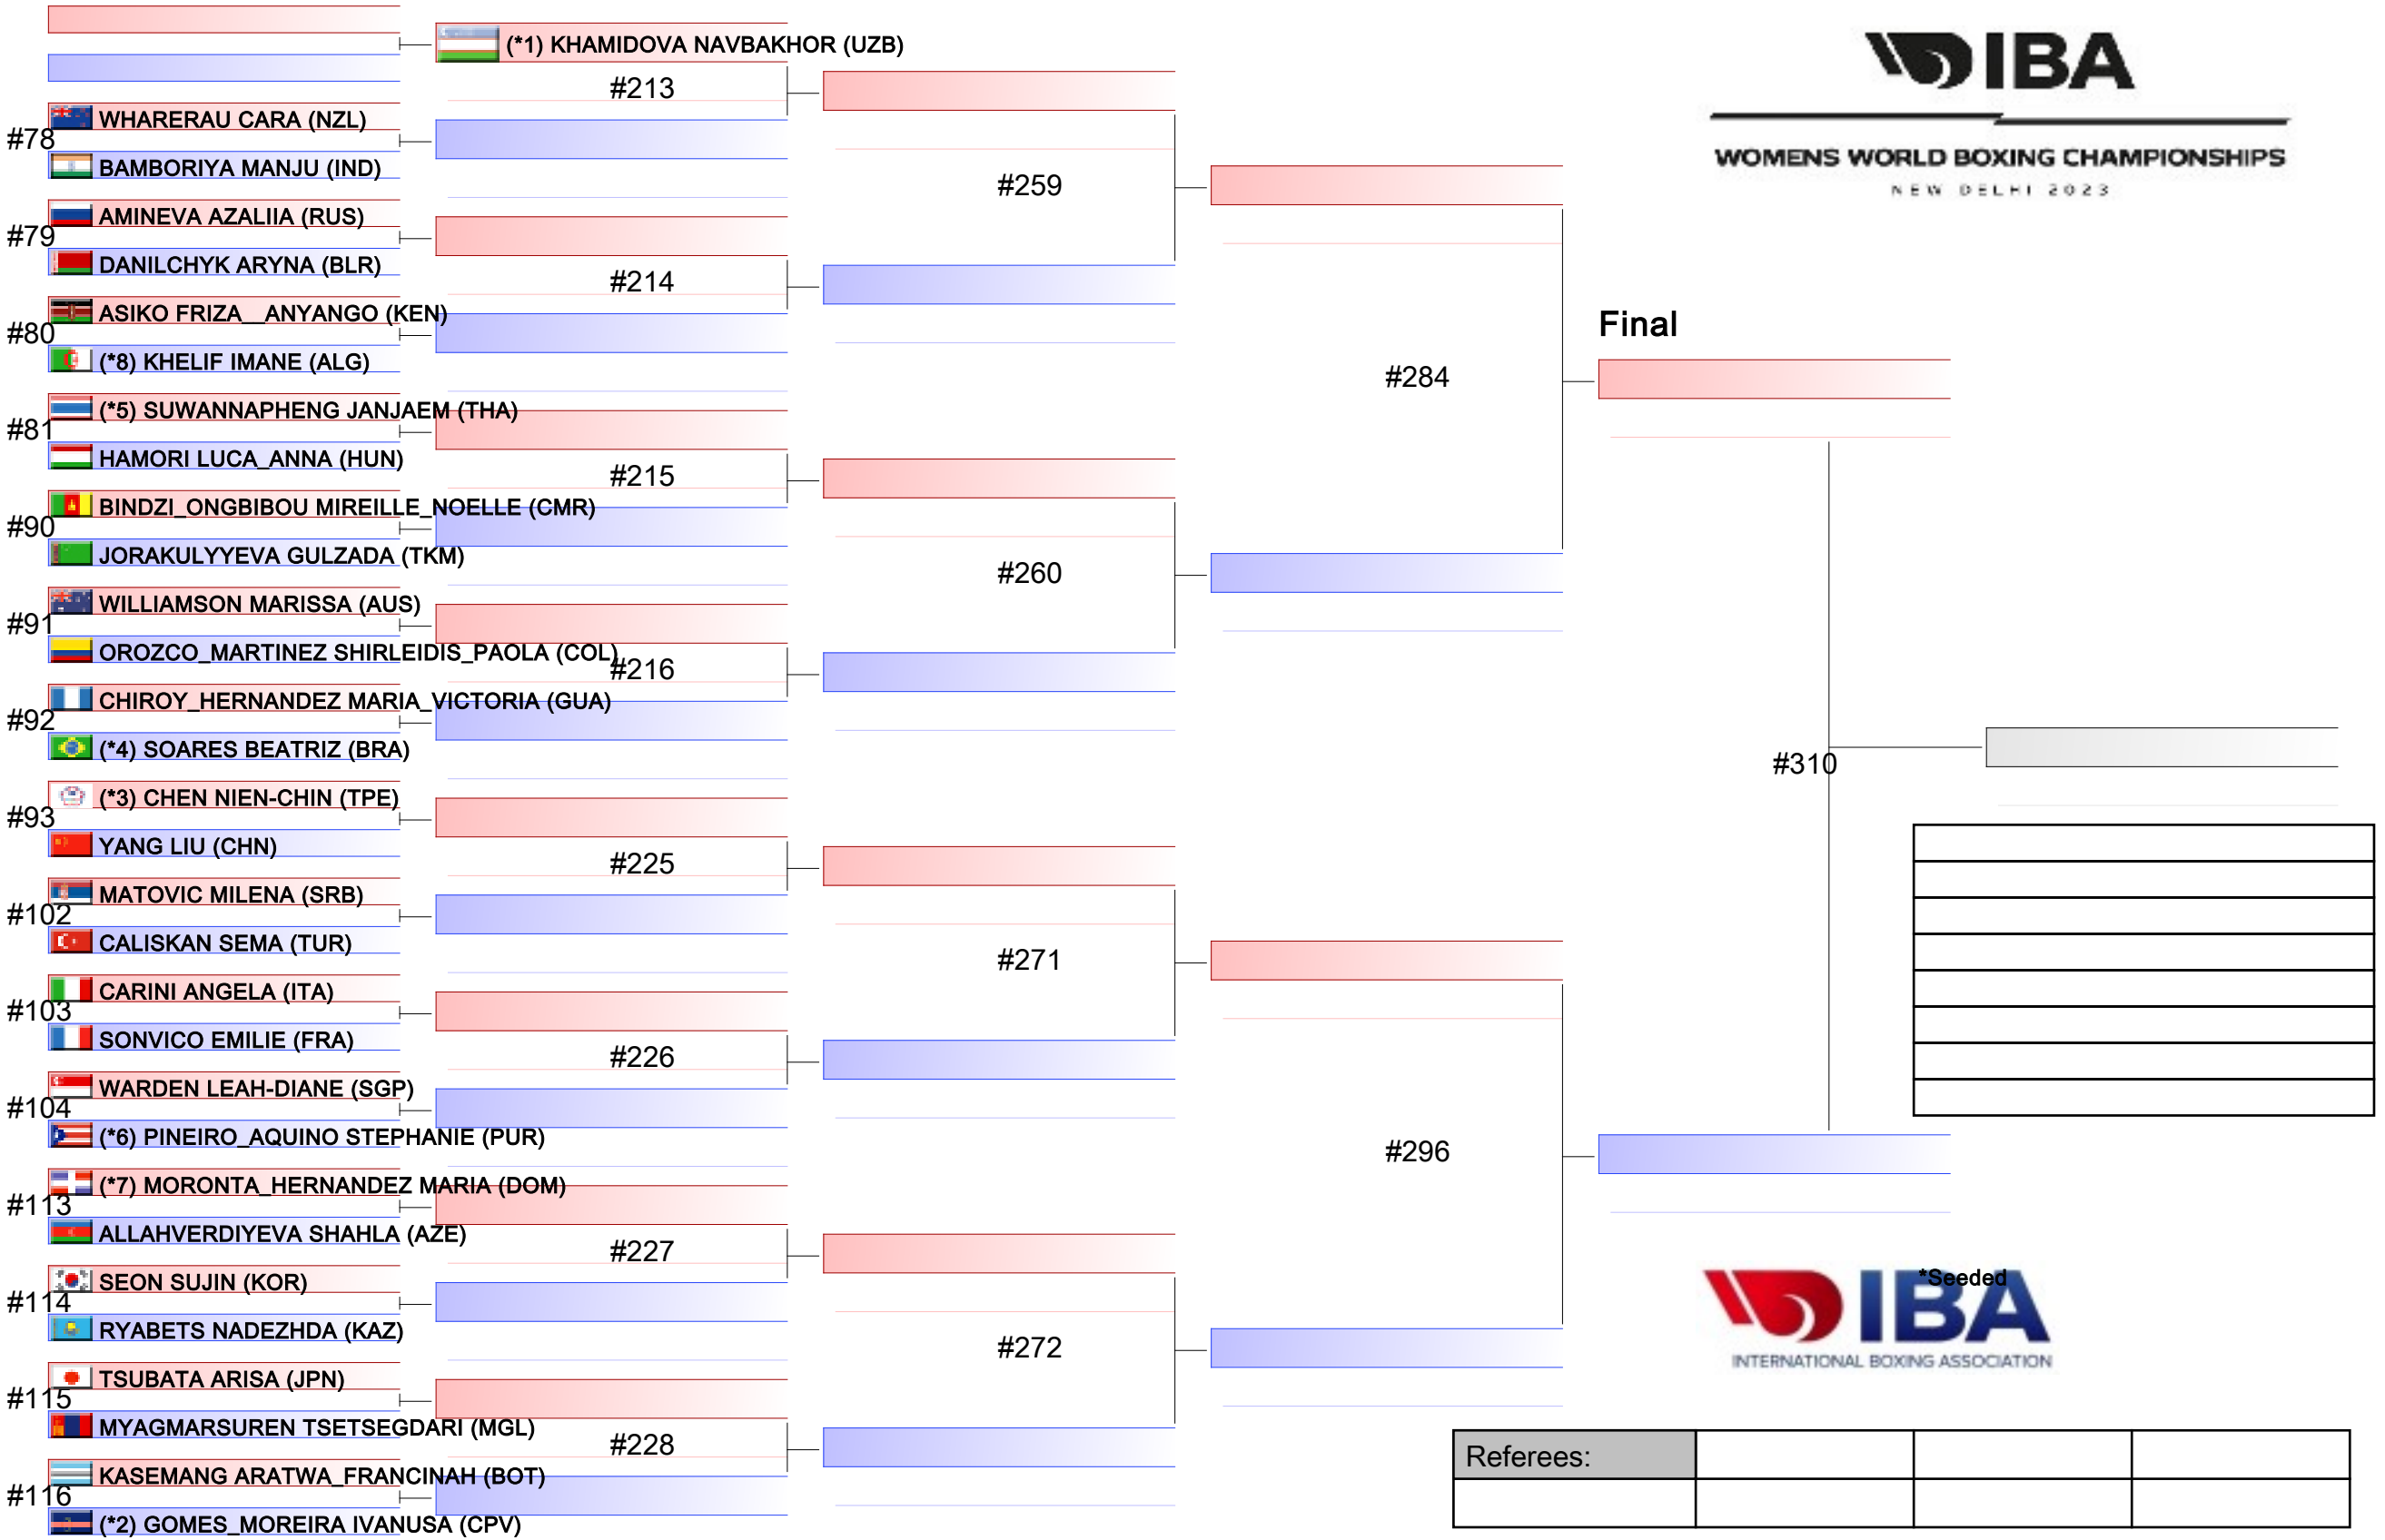 (*1) KHAMIDOVA NAVBAKHOR (UZB)
#213
#78
WHARERAU CARA (NZL)
BAMBORIYA MANJU (IND)
#79
AMINEVA AZALIIA (RUS)
DANILCHYK ARYNA (BLR)
#214
#80
ASIKO FRIZA__ANYANGO (KEN)
(*8) KHELIF IMANE (ALG)
#259
#81
(*5) SUWANNAPHENG JANJAEM (THA)
HAMORI LUCA_ANNA (HUN)
#215
#90
BINDZI_ONGBIBOU MIREILLE_NOELLE (CMR)
JORAKULYYEVA GULZADA (TKM)
#91
WILLIAMSON MARISSA (AUS)
OROZCO_MARTINEZ SHIRLEIDIS_PAOLA (COL)
#216
#92
CHIROY_HERNANDEZ MARIA_VICTORIA (GUA)
(*4) SOARES BEATRIZ (BRA)
#260
#284
#93
(*3) CHEN NIEN-CHIN (TPE)
YANG LIU (CHN)
#225
#102
MATOVIC MILENA (SRB)
CALISKAN SEMA (TUR)
#103
CARINI ANGELA (ITA)
SONVICO EMILIE (FRA)
#226
#104
WARDEN LEAH-DIANE (SGP)
(*6) PINEIRO_AQUINO STEPHANIE (PUR)
#271
#113
(*7) MORONTA_HERNANDEZ MARIA (DOM)
ALLAHVERDIYEVA SHAHLA (AZE)
#227
#114
SEON SUJIN (KOR)
RYABETS NADEZHDA (KAZ)
#115
TSUBATA ARISA (JPN)
MYAGMARSUREN TSETSEGDARI (MGL)
#228
#116
KASEMANG ARATWA_FRANCINAH (BOT)
(*2) GOMES_MOREIRA IVANUSA (CPV)
#272
#296
Final
#310
IBA
WOMENS WORLD BOXING CHAMPIONSHIPS
NEW DELHI 2023
*Seeded
IBA
INTERNATIONAL BOXING ASSOCIATION
Referees: